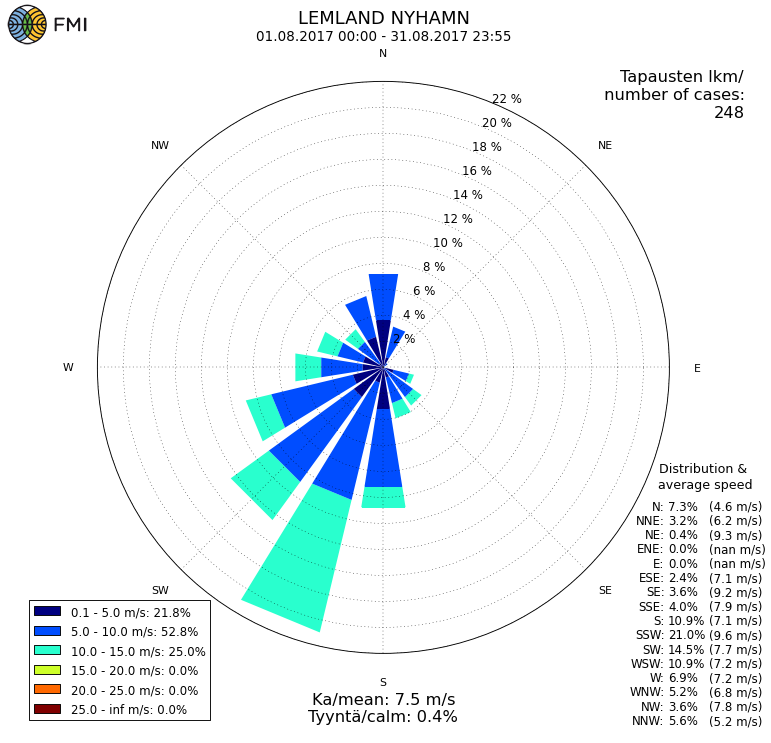 FMI
LEMLAND NYHAMN
01.08.2017 00:00 - 31.08.2017 23:55
Tapausten lkm/
number of cases:
248
N
NE
E
SE
S
SW
W
NW
22 %
20 %
18 %
16 %
14 %
12 %
10 %
8 %
6 %
4 %
2 %
Distribution &
average speed
N: 7.3% (4.6 m/s)
NNE: 3.2% (6.2 m/s)
NE: 0.4% (9.3 m/s)
ENE: 0.0% (nan m/s)
E: 0.0% (nan m/s)
ESE: 2.4% (7.1 m/s)
SE: 3.6% (9.2 m/s)
SSE: 4.0% (7.9 m/s)
S: 10.9% (7.1 m/s)
SSW: 21.0% (9.6 m/s)
SW: 14.5% (7.7 m/s)
WSW: 10.9% (7.2 m/s)
W: 6.9% (7.2 m/s)
WNW: 5.2% (6.8 m/s)
NW: 3.6% (7.8 m/s)
NNW: 5.6% (5.2 m/s)
0.1 - 5.0 m/s: 21.8%
5.0 - 10.0 m/s: 52.8%
10.0 - 15.0 m/s: 25.0%
15.0 - 20.0 m/s: 0.0%
20.0 - 25.0 m/s: 0.0%
25.0 - inf m/s: 0.0%
Ka/mean: 7.5 m/s
Tyyntä/calm: 0.4%